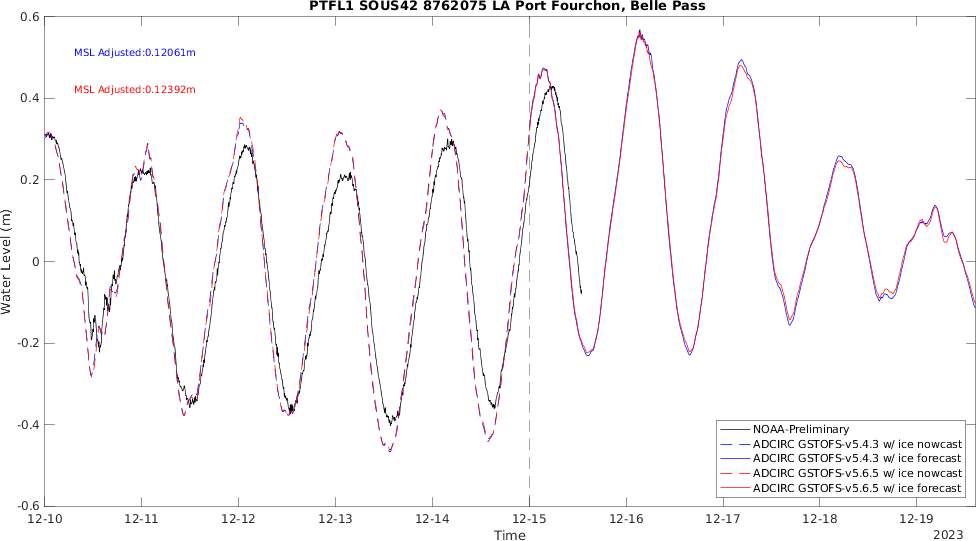 PTFL1 SOUS42 8762075 LA Port Fourchon, Belle Pass
MSL Adjusted:0.12061m
MSL Adjusted:0.12392m
Water Level (m)
0.6
0.4
0.2
0
-0.2
-0.4
-0.6
NOAA-Preliminary
ADCIRC GSTOFS-v5.4.3 w/ ice nowcast
ADCIRC GSTOFS-v5.4.3 w/ ice forecast
ADCIRC GSTOFS-v5.6.5 w/ ice nowcast
ADCIRC GSTOFS-v5.6.5 w/ ice forecast
12-10 12-11 12-12 12-13 12-14 12-15 12-16 12-17 12-18 12-19
Time
2023